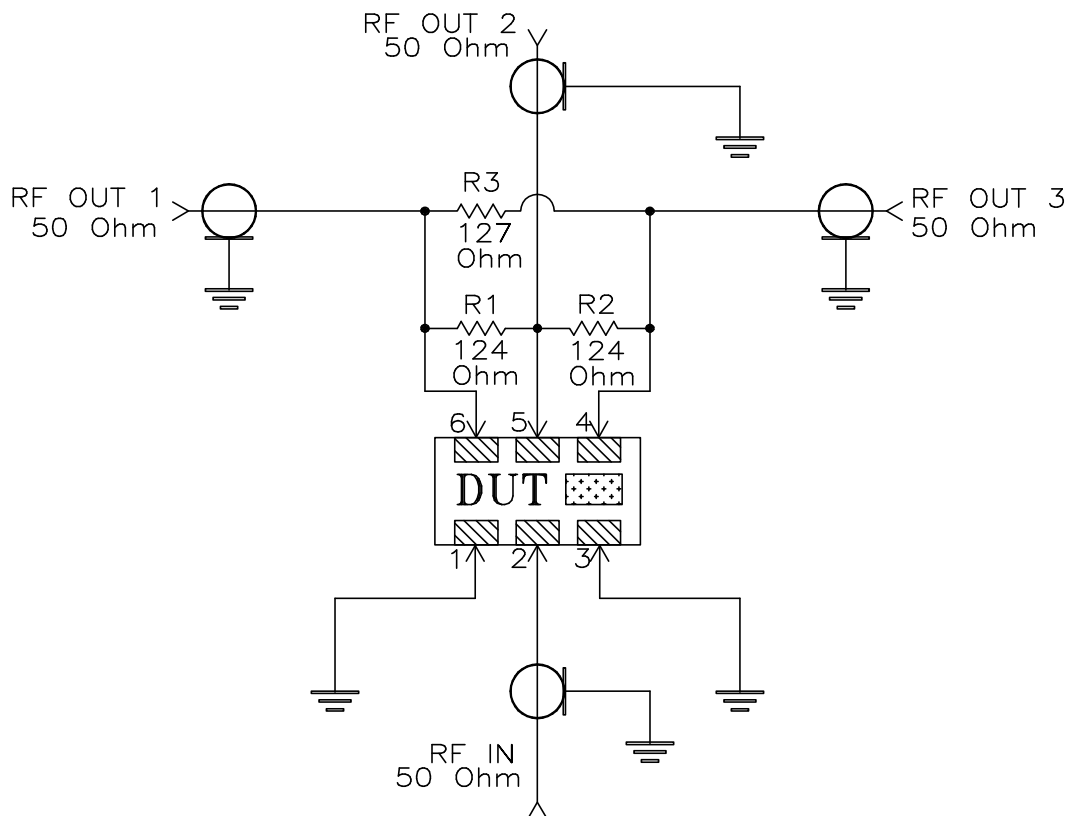 RF OUT 2
50 Ohm
RF OUT 1
50 Ohm
R3
127
Ohm
RF OUT 3
50 Ohm
R1
124
Ohm
R2
124
Ohm
6
5
4
DUT
1
2
3
RF IN
50 Ohm